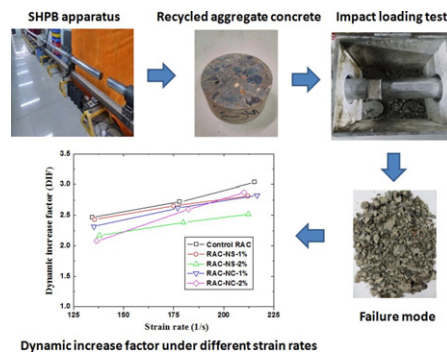 SHPB apparatus
Recycled aggregate concrete
Impact loading test
Failure mode
Dynamic increase factor (DIF)
3.5
3.0
2.5
2.0
1.5
1.0
Control RAC
RAC-NS-1%
RAC-NS-2%
RAC-NC-1%
RAC-NC-2%
125
150
175
200
225
Strain rate (1/s)
Dynamic increase factor under different strain rates